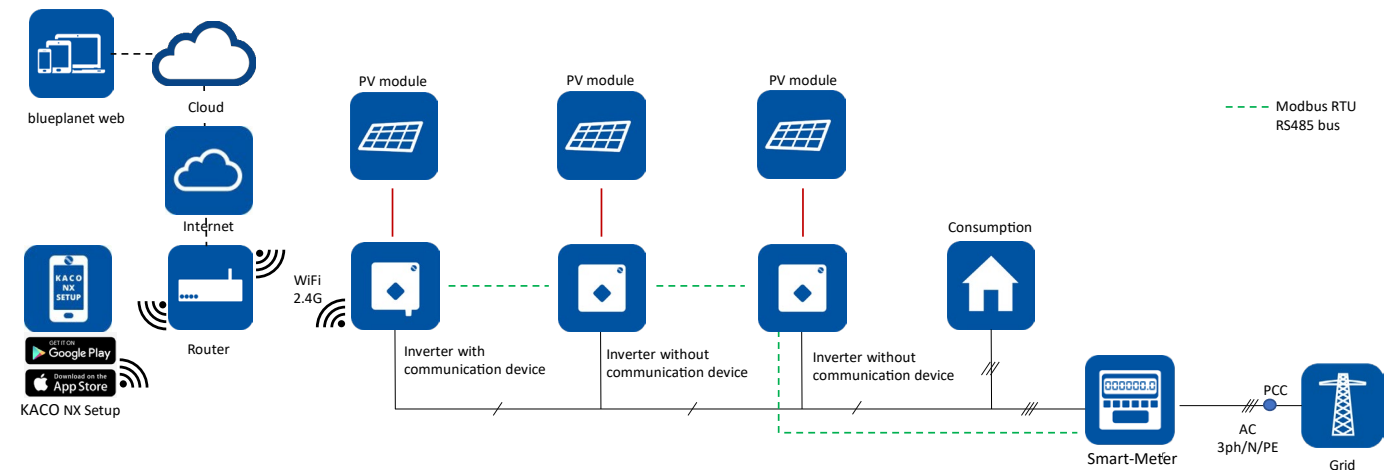 blueplanet web
Cloud
Internet
KACO
NX
SETUP
GET IT ON
Google Play
Download on the
App Store
KACO NX Setup
Router
WiFi
2.4G
PV module
PV module
PV module
Inverter with
communication device
Inverter without
communication device
Inverter without
communication device
Consumption
Modbus RTU
RS485 bus
000000.0
Smart-Meter
PCC
AC
3ph/N/PE
Grid